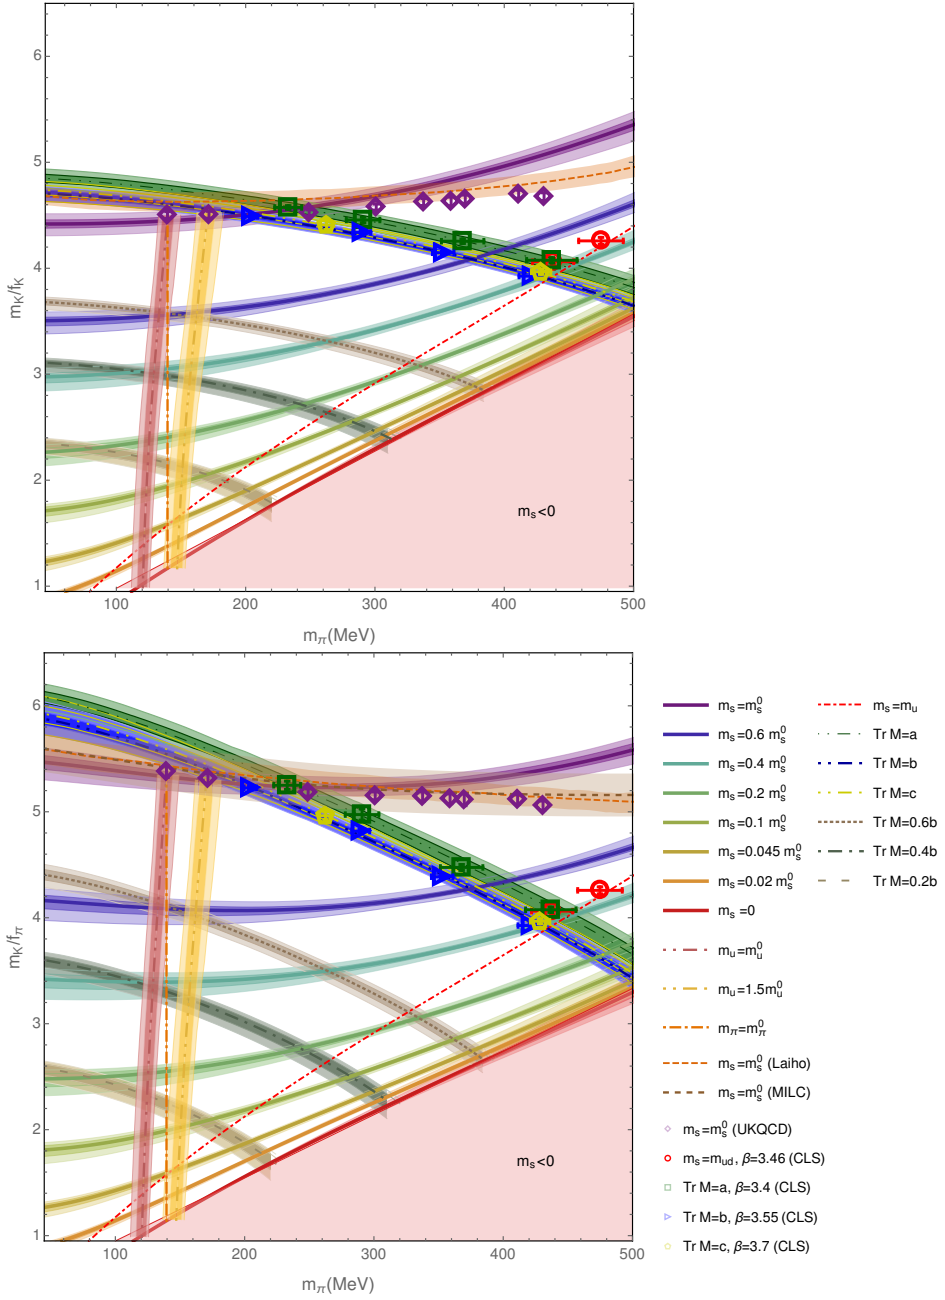 6
5
4
3
2
1
m_K/f_K
m_s<0
100
200
300
400
500
m_π(MeV)
6
5
4
3
2
1
m_K/f_π
m_s<0
100
200
300
400
500
m_π(MeV)
m_s=m_s^0
m_s=0.6 m_s^0
m_s=0.4 m_s^0
m_s=0.2 m_s^0
m_s=0.1 m_s^0
m_s=0.045 m_s^0
m_s=0.02 m_s^0
m_s =0
m_u=m_u^0
m_u=1.5m_u^0
m_π=m_π^0
m_s=m_s^0 (Laiho)
m_s=m_s^0 (MILC)
m_s=m_s^0 (UKQCD)
m_s=m_ud, β=3.46 (CLS)
Tr M=a, β=3.4 (CLS)
Tr M=b, β=3.55 (CLS)
Tr M=c, β=3.7 (CLS)
m_s=m_u
Tr M=a
Tr M=b
Tr M=c
Tr M=0.6b
Tr M=0.4b
Tr M=0.2b